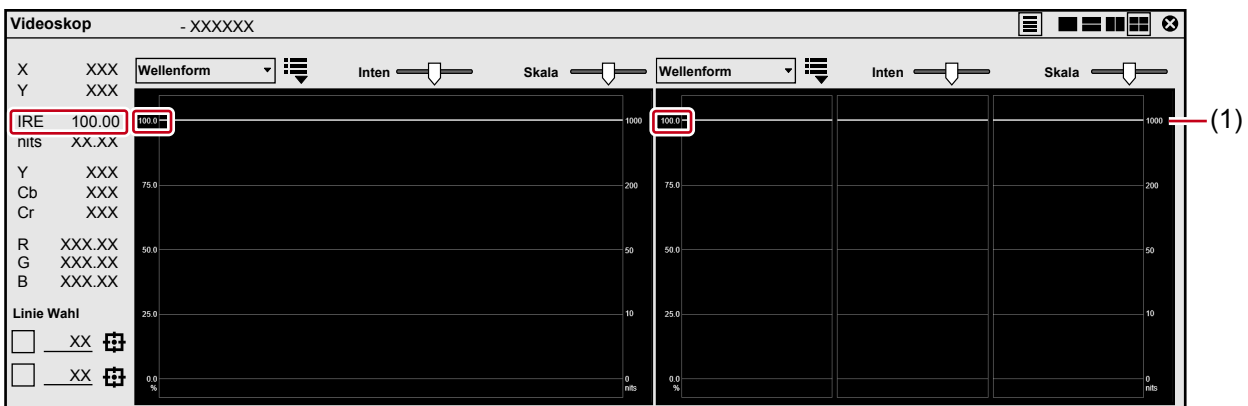 Videoskop - XXXXXX
X XXX
Y XXX
IRE 100.00
nits XX.XX
Y XXX
Cb XXX
Cr XXX
R XXX.XX
G XXX.XX
B XXX.XX
Linie Wahl
XX
XX
Wellenform Inten Skala
100.0 1000
75.0 200
50.0 50
25.0 10
0.0 0
% nits
Wellenform Inten Skala
100.0 1000
75.0 200
50.0 50
25.0 10
0.0 0
% nits
(1)